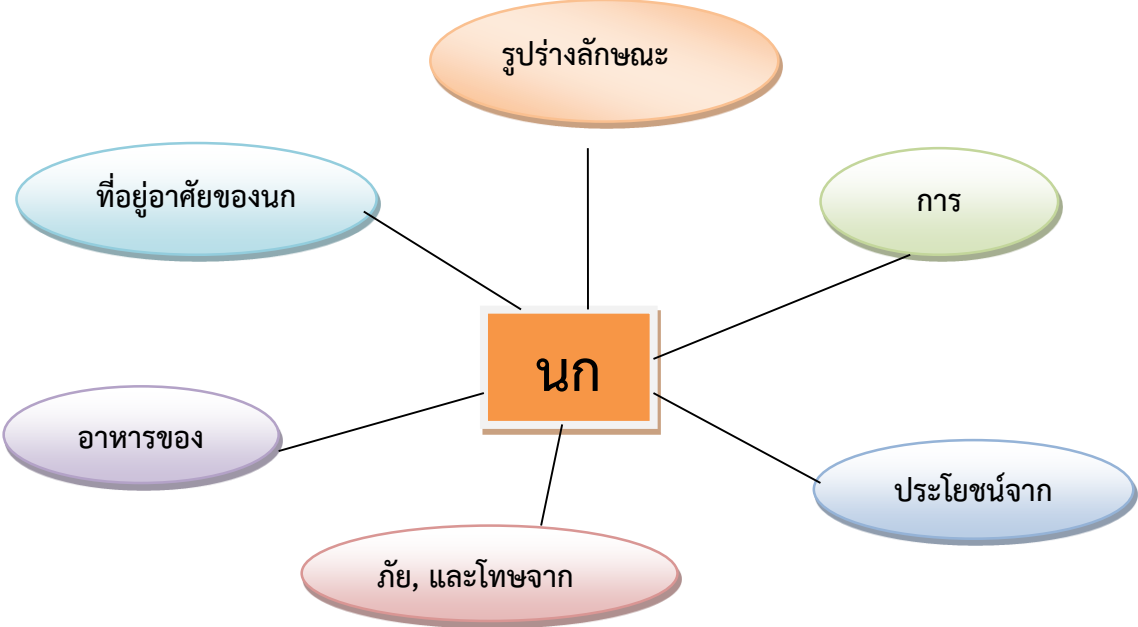 รูปร่างลักษณะ
ที่อยู่อาศัยของนก
การ
นก
อาหารของ
ประโยชน์จาก
ภัย, และโทษจาก